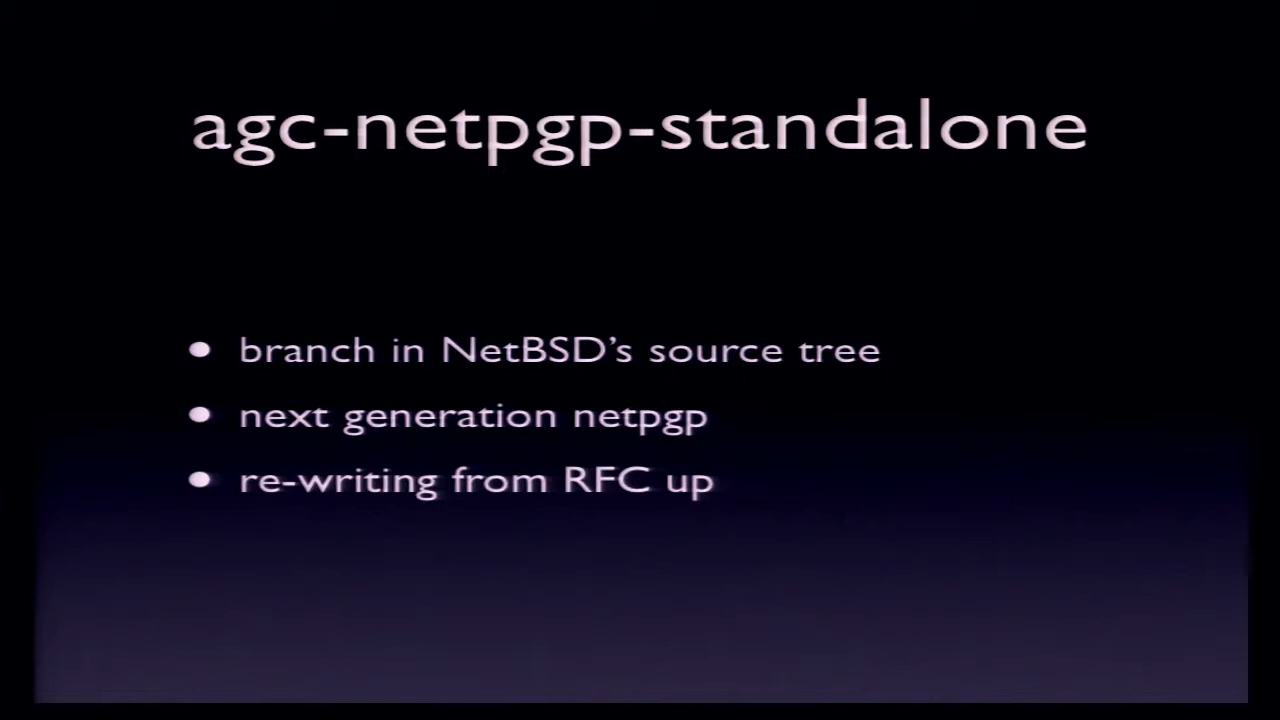 agc-netpgp-standalone
• branch in NetBSD’s source tree
• next generation netpgp
• re-writing from RFC up